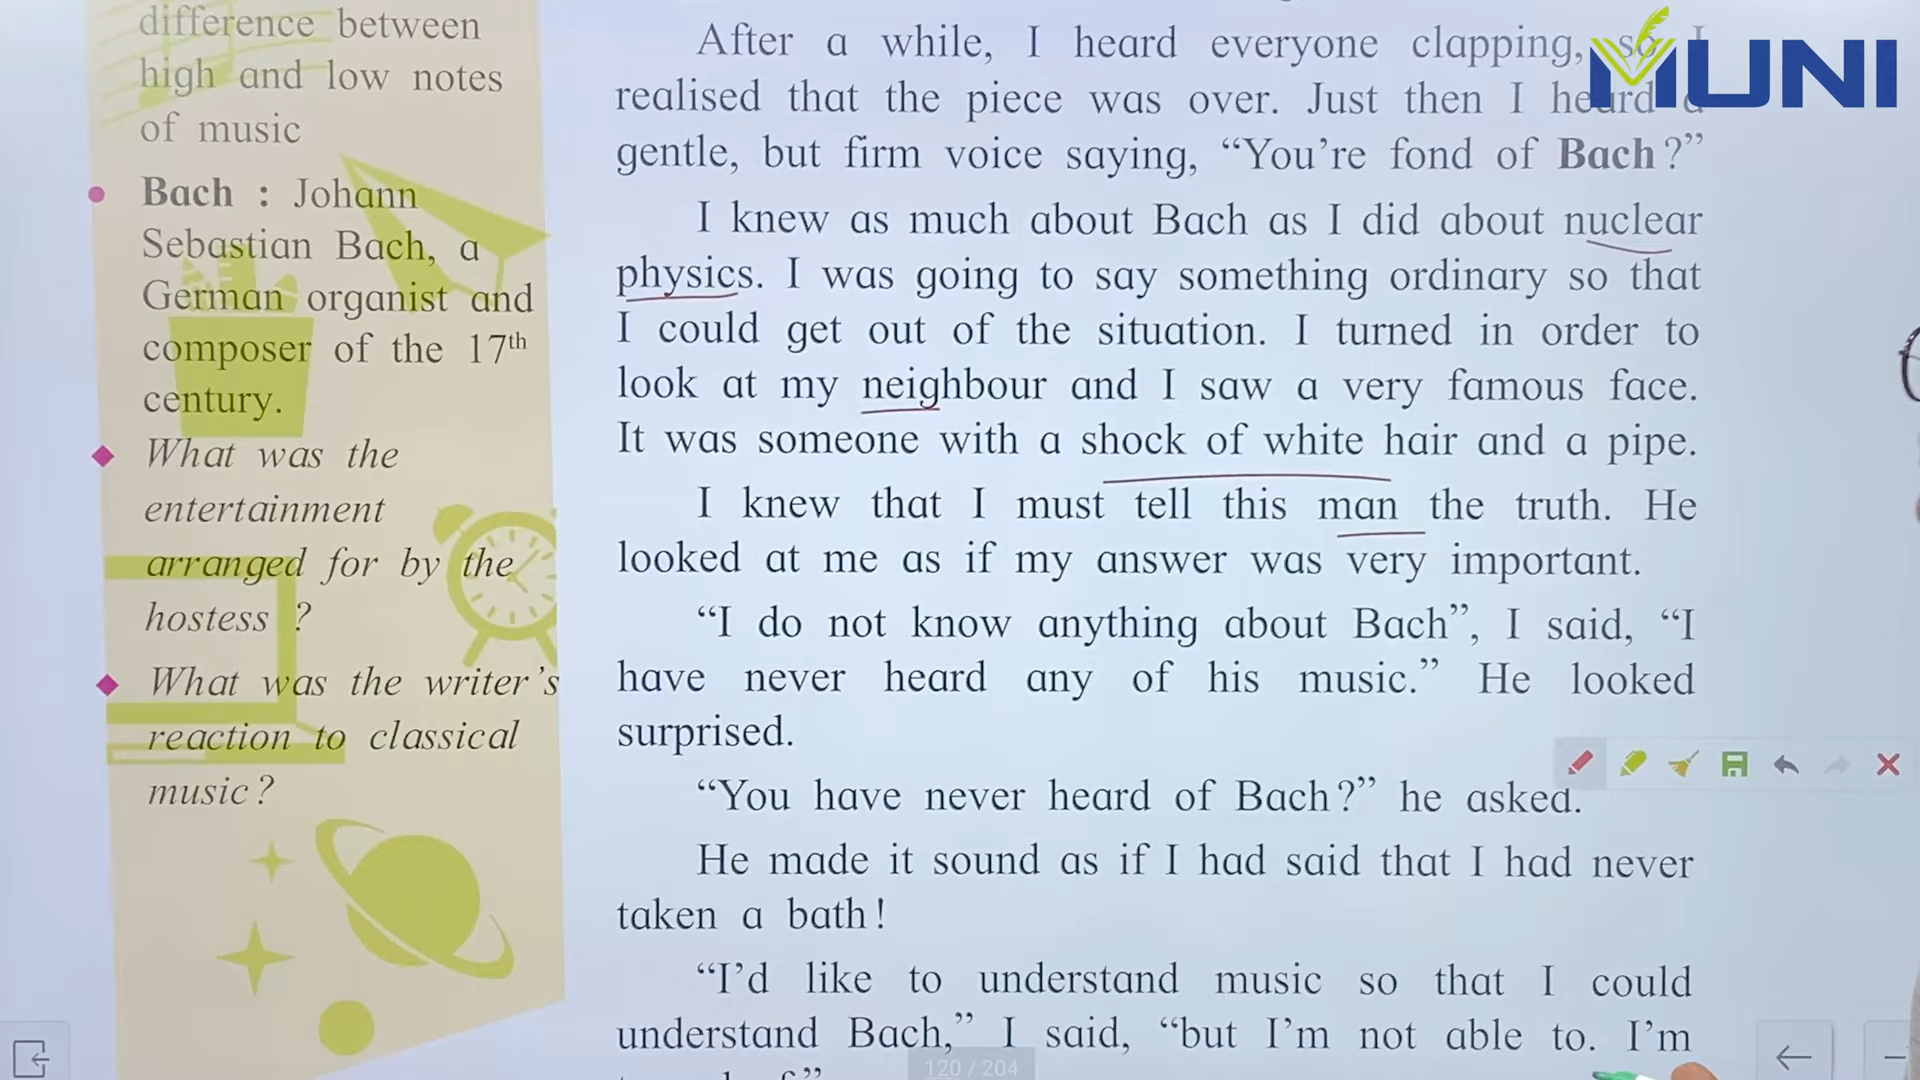 difference between
high and low notes
of music
Bach : Johann
Sebastian Bach, a
German organist and
composer of the 17th
century.
What was the
entertainment
arranged for by the
hostess ?
What was the writer's
reaction to classical
music?
After a while, I heard everyone clapping, so I
realised that the piece was over. Just then I heard a
gentle, but firm voice saying, “You're fond of Bach?”
I knew as much about Bach as I did about nuclear
physics. I was going to say something ordinary so that
I could get out of the situation. I turned in order to
look at my neighbour and I saw a very famous face.
It was someone with a shock of white hair and a pipe.
I knew that I must tell this man the truth. He
looked at me as if my answer was very important.
“I do not know anything about Bach”, I said, “I
have never heard any of his music.” He looked
surprised.
“You have never heard of Bach?” he asked.
He made it sound as if I had said that I had never
taken a bath!
“I'd like to understand music so that I could
understand Bach,” I said, “but I'm not able to. I'm
MUNI
120 / 204